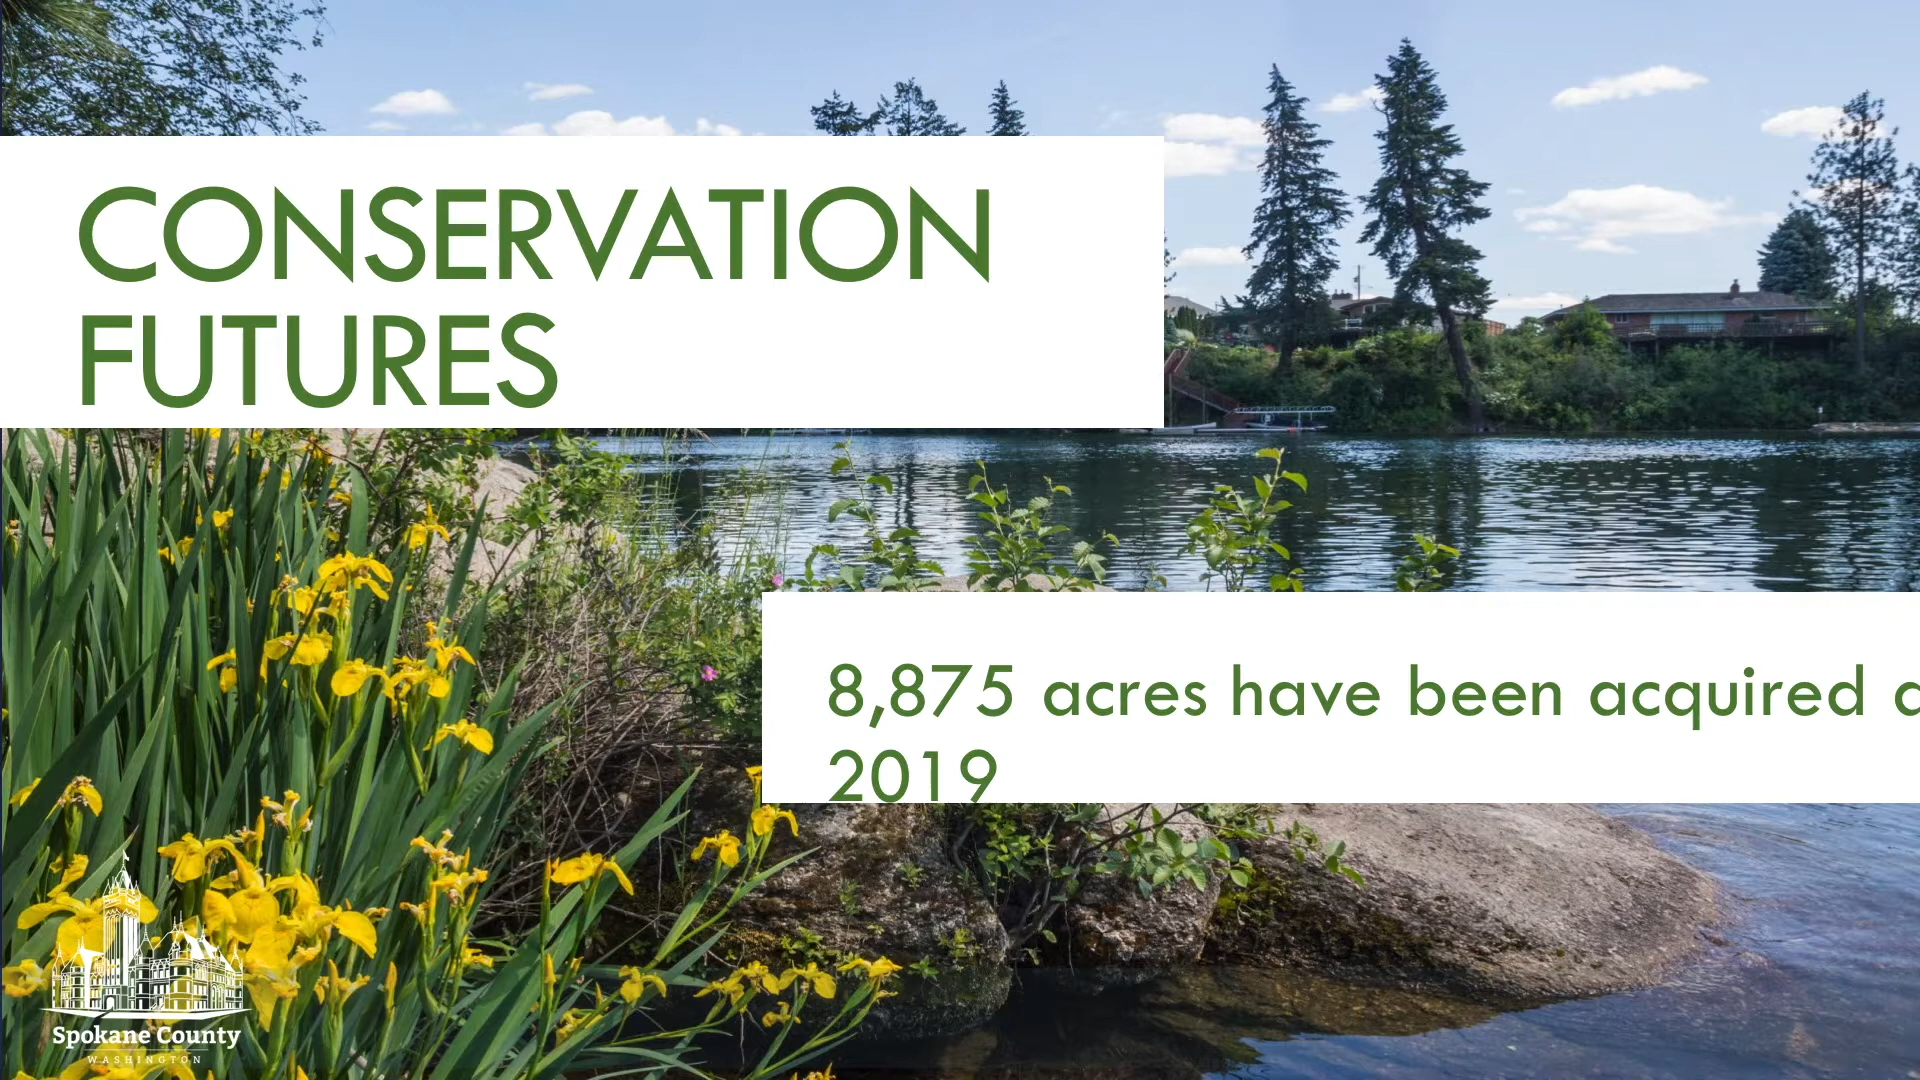 CONSERVATION
FUTURES
8,875 acres have been acquired
2019
Spokane County
WASHINGTON